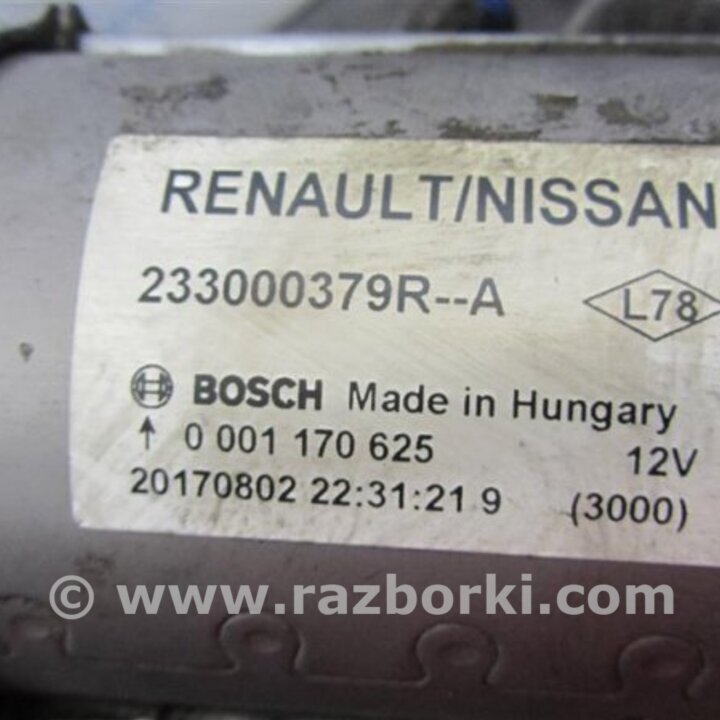 RENAULT/NISSAN
233000379R--A L78
BOSCH Made in Hungary
↑ 0 001 170 625 12V
20170802 22:31:21 9 (3000)
© www.razborki.com